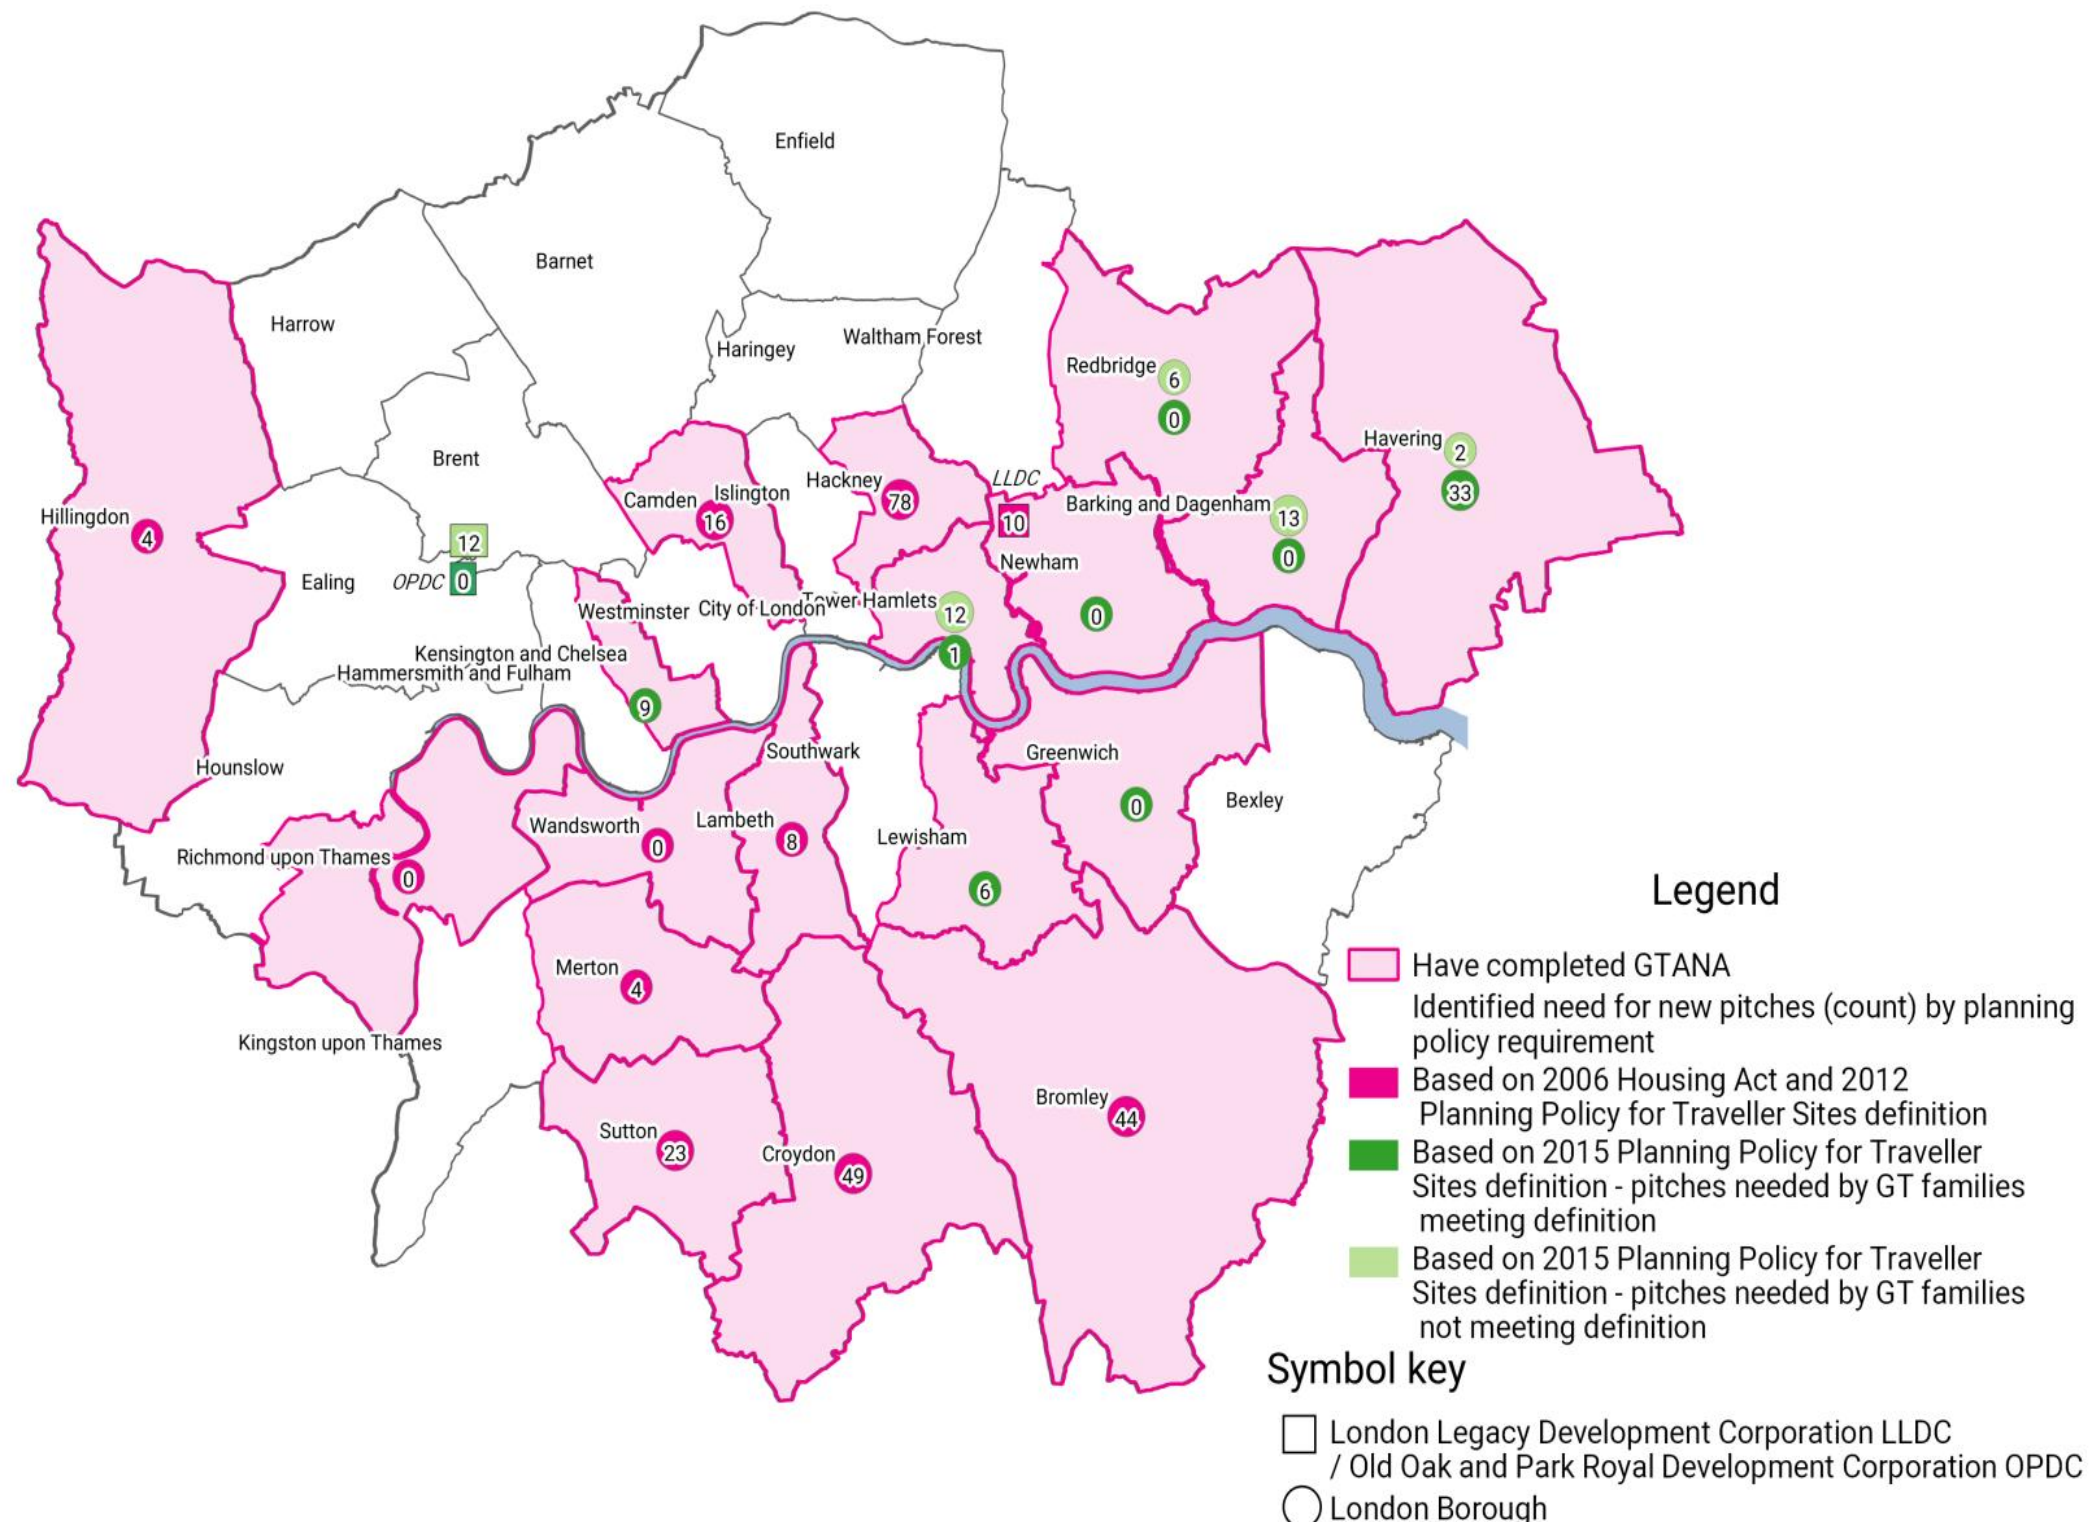 Enfield
Barnet
Harrow
Haringey
Waltham Forest
Redbridge
6
0
Havering
2
33
Brent
Camden
16
Islington
Hackney
78
LLDC
10
Barking and Dagenham
13
0
Hillingdon
4
12
OPDC
0
Ealing
Newham
0
Westminster
City of London
Tower Hamlets
12
1
Kensington and Chelsea
Hammersmith and Fulham
9
Hounslow
Southwark
Greenwich
0
Bexley
Wandsworth
0
Lambeth
8
Lewisham
6
Richmond upon Thames
0
Merton
4
Kingston upon Thames
Sutton
23
Croydon
49
Bromley
44
Legend
Have completed GTANA
Identified need for new pitches (count) by planning
policy requirement
Based on 2006 Housing Act and 2012
Planning Policy for Traveller Sites definition
Based on 2015 Planning Policy for Traveller
Sites definition - pitches needed by GT families
meeting definition
Based on 2015 Planning Policy for Traveller
Sites definition - pitches needed by GT families
not meeting definition
Symbol key
London Legacy Development Corporation LLDC
/ Old Oak and Park Royal Development Corporation OPDC
London Borough